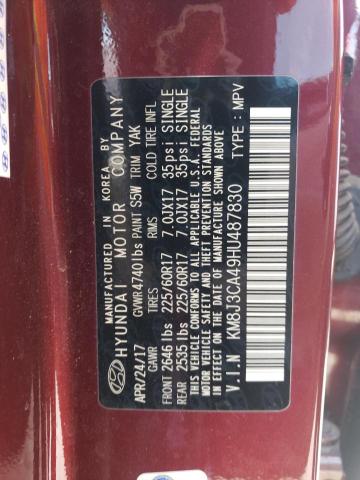 MANUFACTURED IN KOREA BY
HYUNDAI MOTOR COMPANY
APR/24/17 GVWR 4740lbs PAINT S5W TRIM YAK
GAWR TIRES RIMS COLD TIRE INFL
FRONT 2646 lbs 225/60R17 7.0JX17 35psi SINGLE
REAR 2535 lbs 225/60R17 7.0JX17 35psi SINGLE
THIS VEHICLE CONFORMS TO ALL APPLICABLE U.S.A. FEDERAL
MOTOR VEHICLE SAFETY AND THEFT PREVENTION STANDARDS
IN EFFECT ON THE DATE OF MANUFACTURE SHOWN ABOVE.
V.I.N : KM8J3CA49HU487830 TYPE : MPV